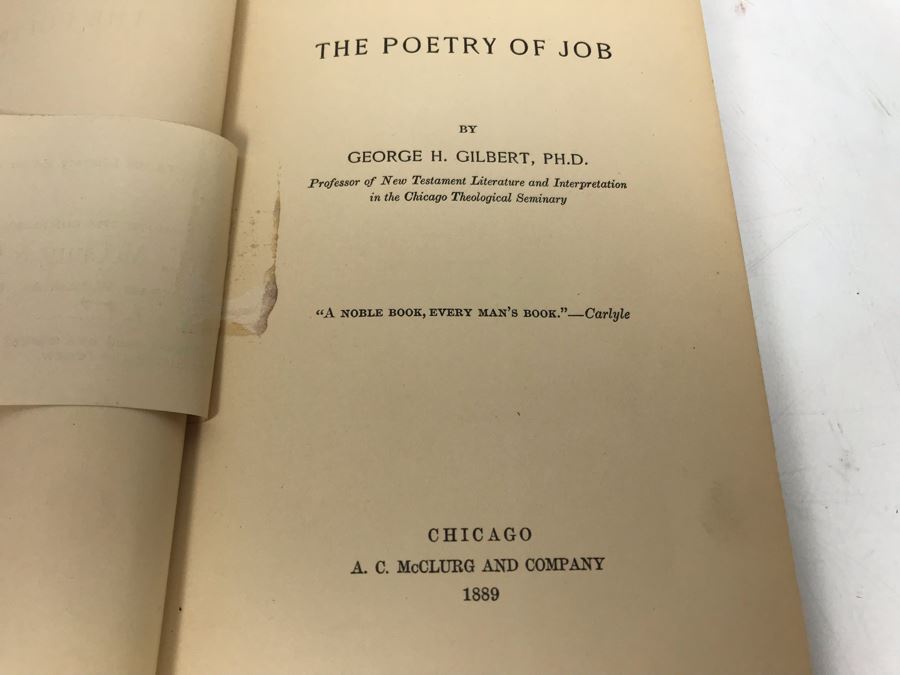 THE POETRY OF JOB
BY
GEORGE H. GILBERT, PH.D.
Professor of New Testament Literature and Interpretation
in the Chicago Theological Seminary
“A NOBLE BOOK, EVERY MAN’S BOOK.”—Carlyle
CHICAGO
A. C. McCLURG AND COMPANY
1889